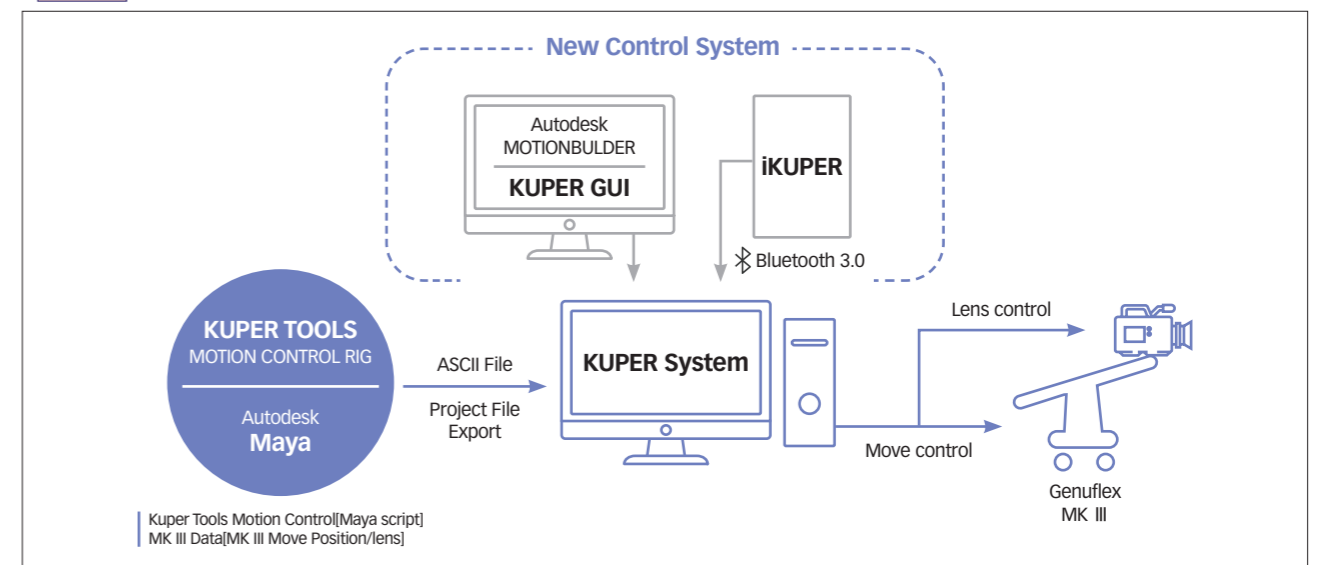 New Control System
Autodesk
MOTIONBULDER
KUPER GUI
iKUPER
Bluetooth 3.0
KUPER TOOLS
MOTION CONTROL RIG
Autodesk
Maya
ASCII File
Project File
Export
KUPER System
Lens control
Move control
Genuflex
MK III
Kuper Tools Motion Control[Maya script]
MK III Data[MK III Move Position/lens]